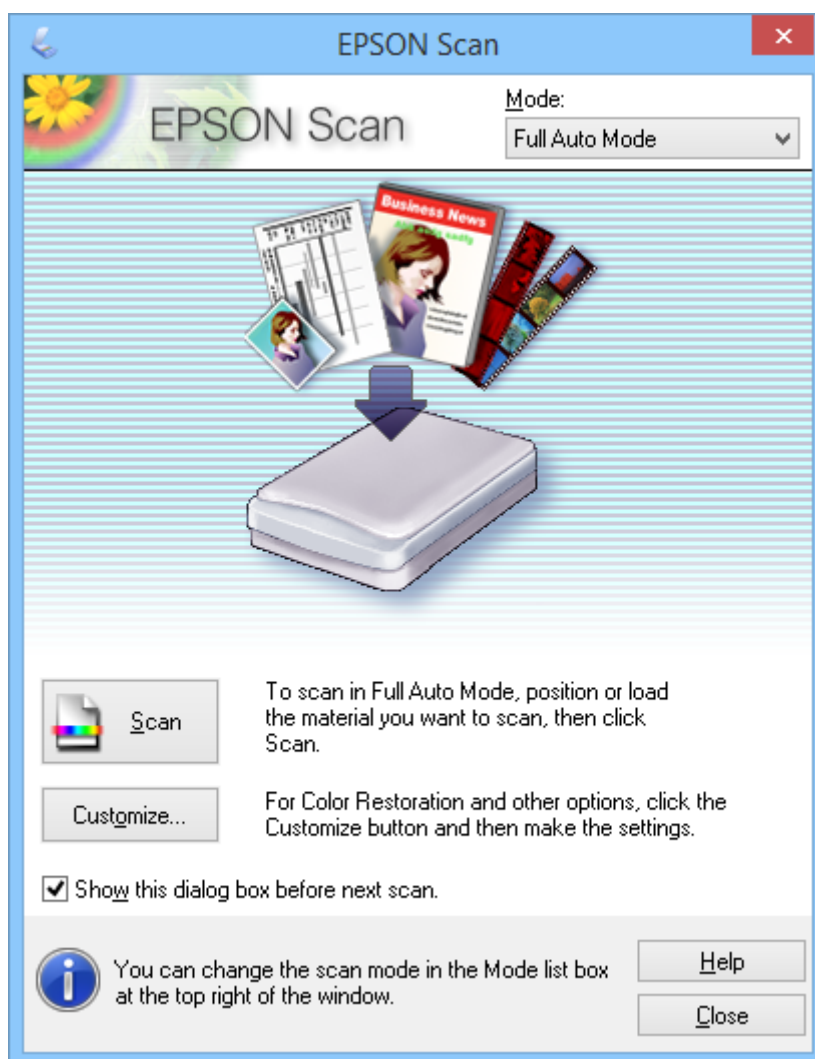 EPSON Scan
EPSON Scan
Mode:
Full Auto Mode
Business News
To scan in Full Auto Mode, position or load
the material you want to scan, then click
Scan.
Scan
For Color Restoration and other options, click the
Customize button and then make the settings.
Customize...
Show this dialog box before next scan.
You can change the scan mode in the Mode list box
at the top right of the window.
Help
Close